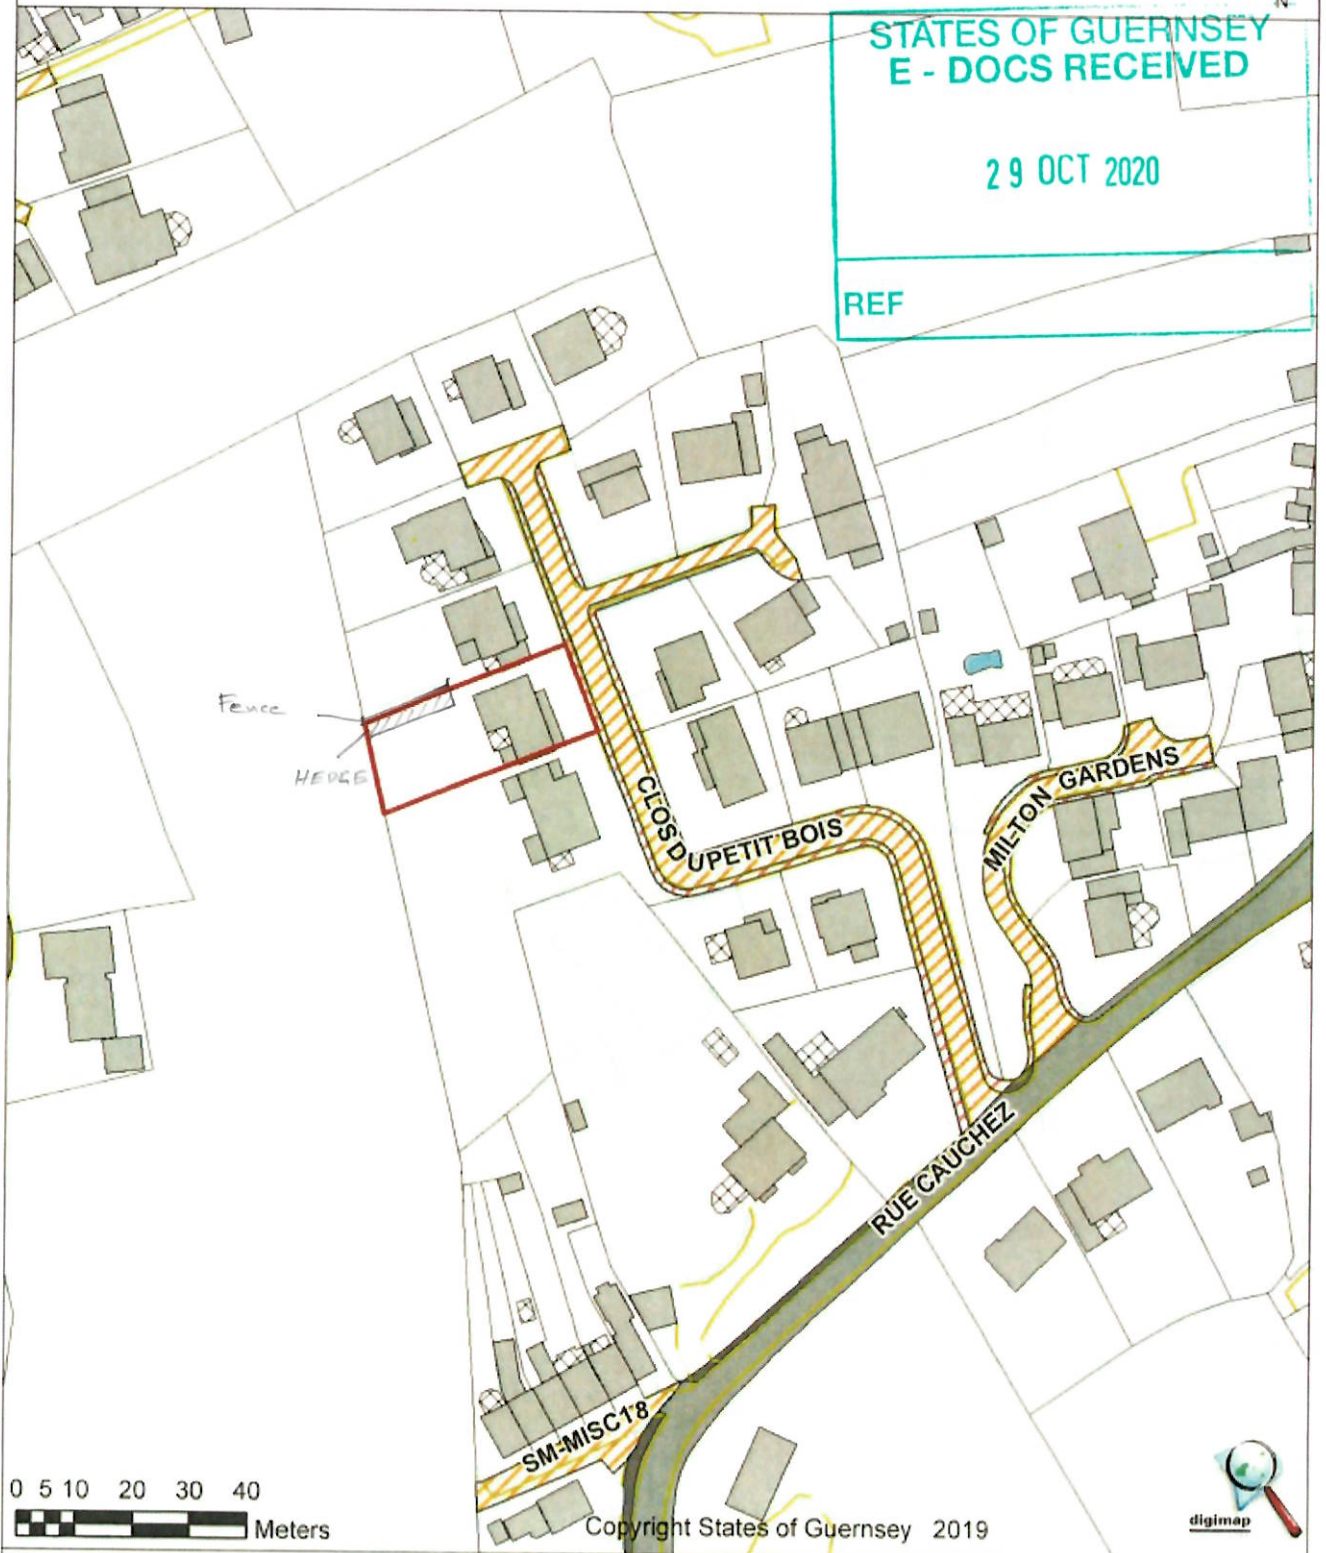 STATES OF GUERNSEY
E - DOCS RECEIVED
29 OCT 2020
REF
Fence
HEDGE
CLOS DU PETIT BOIS
MILTON GARDENS
RUE CAUCHEZ
SM-MISC18
0 5 10 20 30 40
Meters
Copyright States of Guernsey 2019
digimap